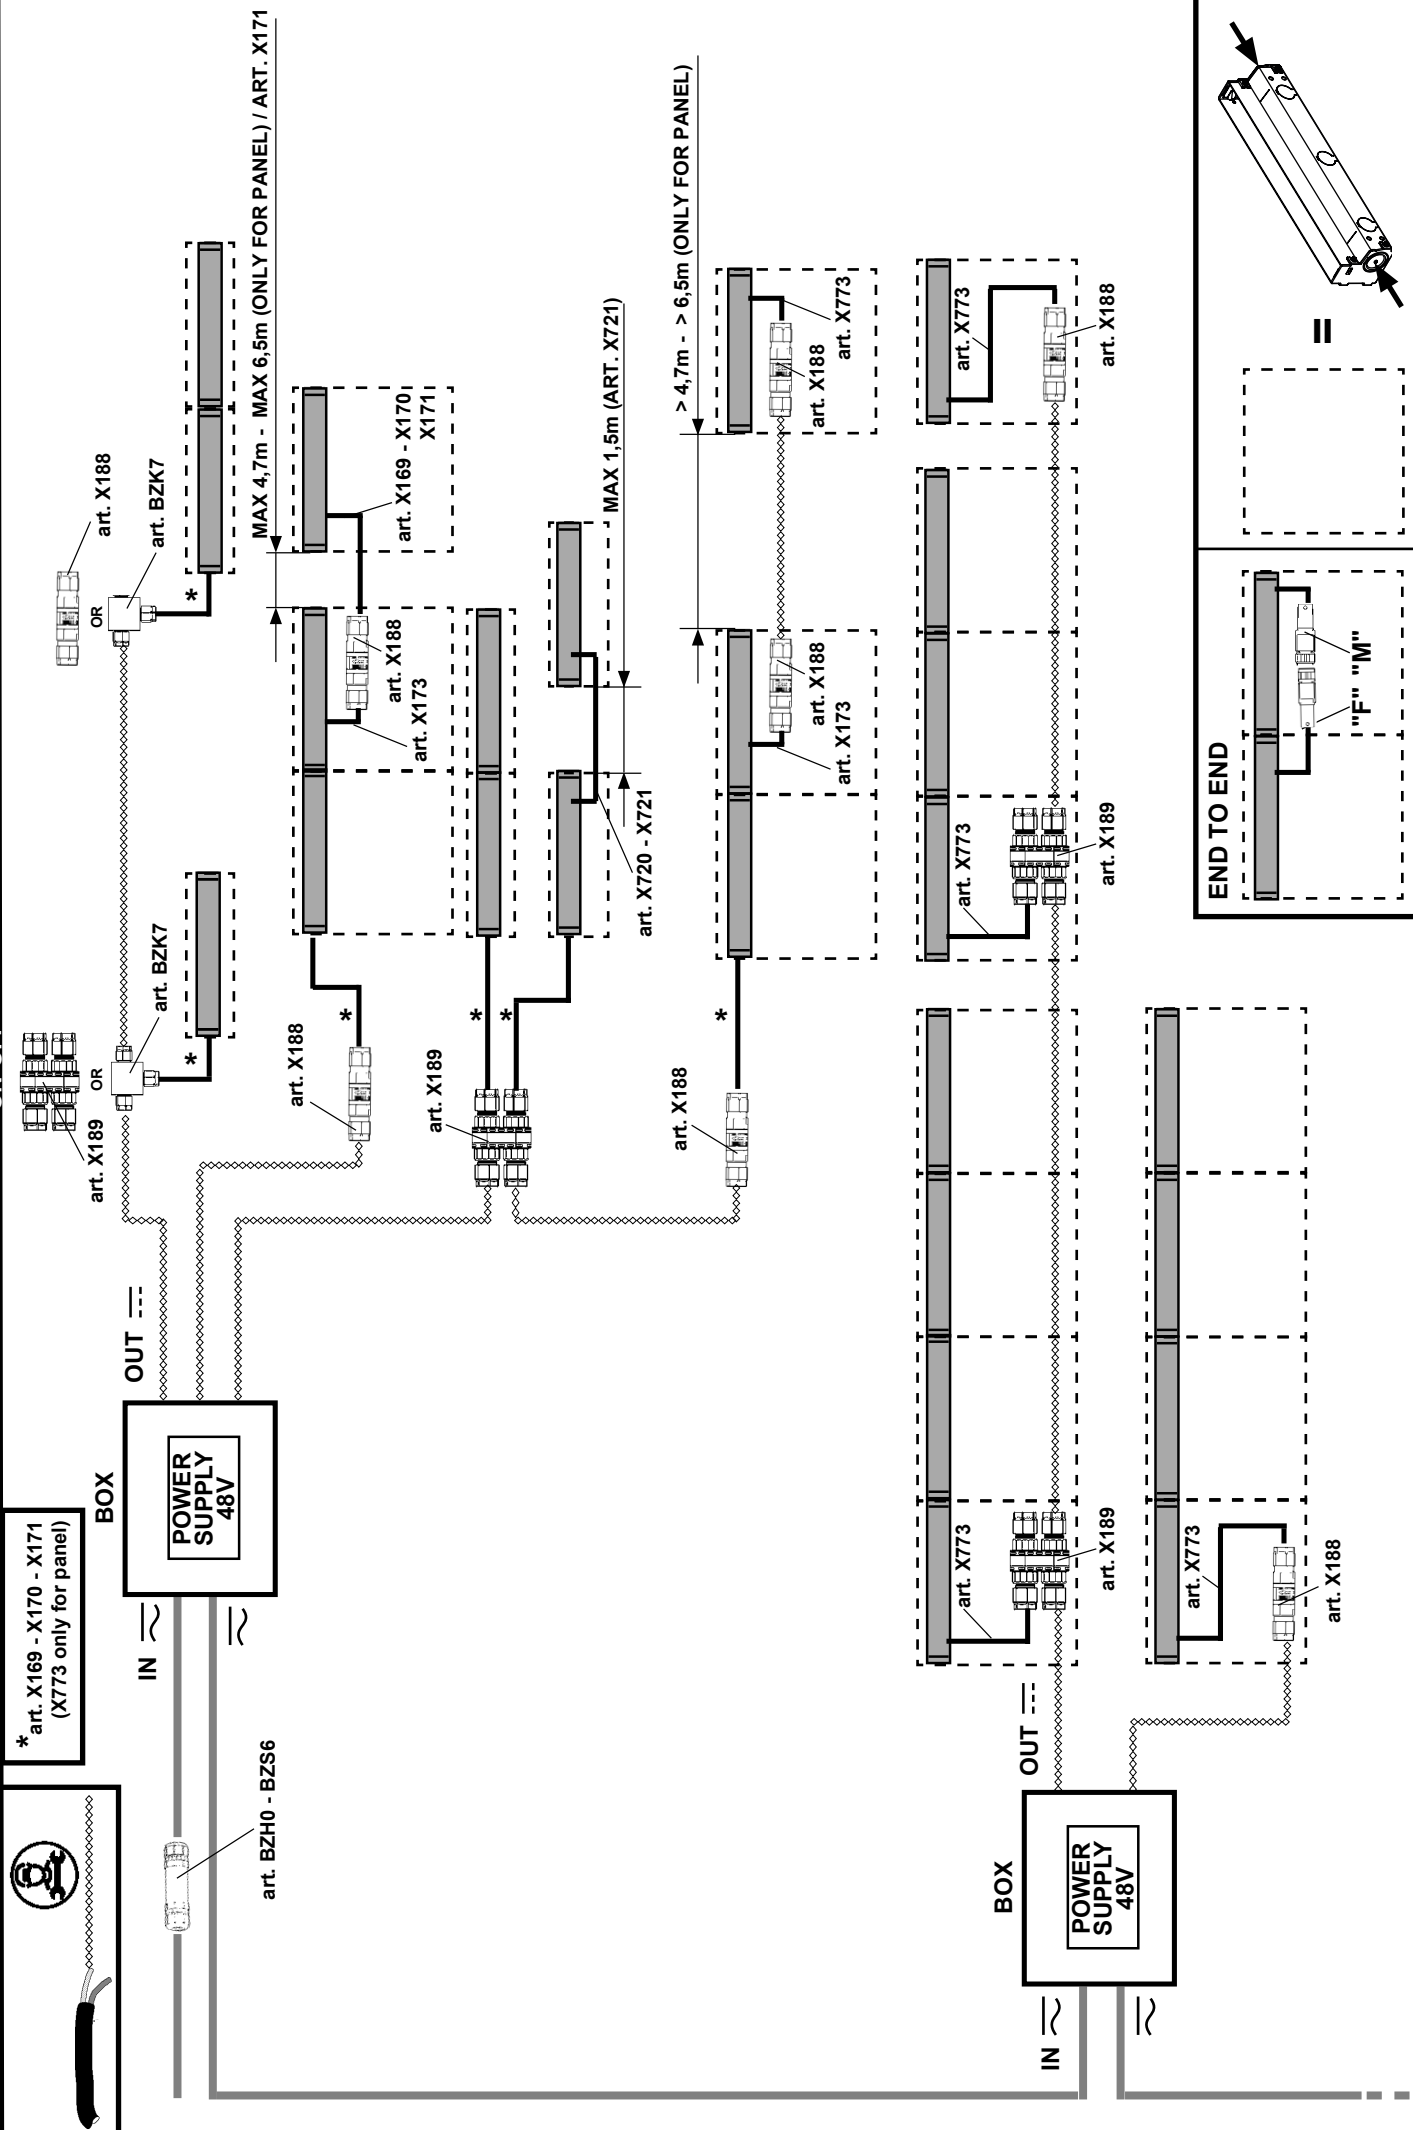 * art. X169 - X170 - X171
(X773 only for panel)
art. BZH0 - BZS6
IN
BOX
POWER
SUPPLY
48V
OUT
art. X189
OR
art. BZK7
*
art. X188
OR
art. BZK7
*
MAX 4,7m - MAX 6,5m (ONLY FOR PANEL) / ART. X171
art. X188
*
art. X173
art. X188
art. X169 - X170
X171
art. X189
*
*
art. X720 - X721
MAX 1,5m (ART. X721)
> 4,7m - > 6,5m (ONLY FOR PANEL)
art. X188
*
art. X173
art. X188
art. X188
art. X773
IN
BOX
POWER
SUPPLY
48V
OUT
art. X773
art. X189
art. X773
art. X189
art. X773
art. X188
art. X773
art. X188
END TO END
"F" "M"
=